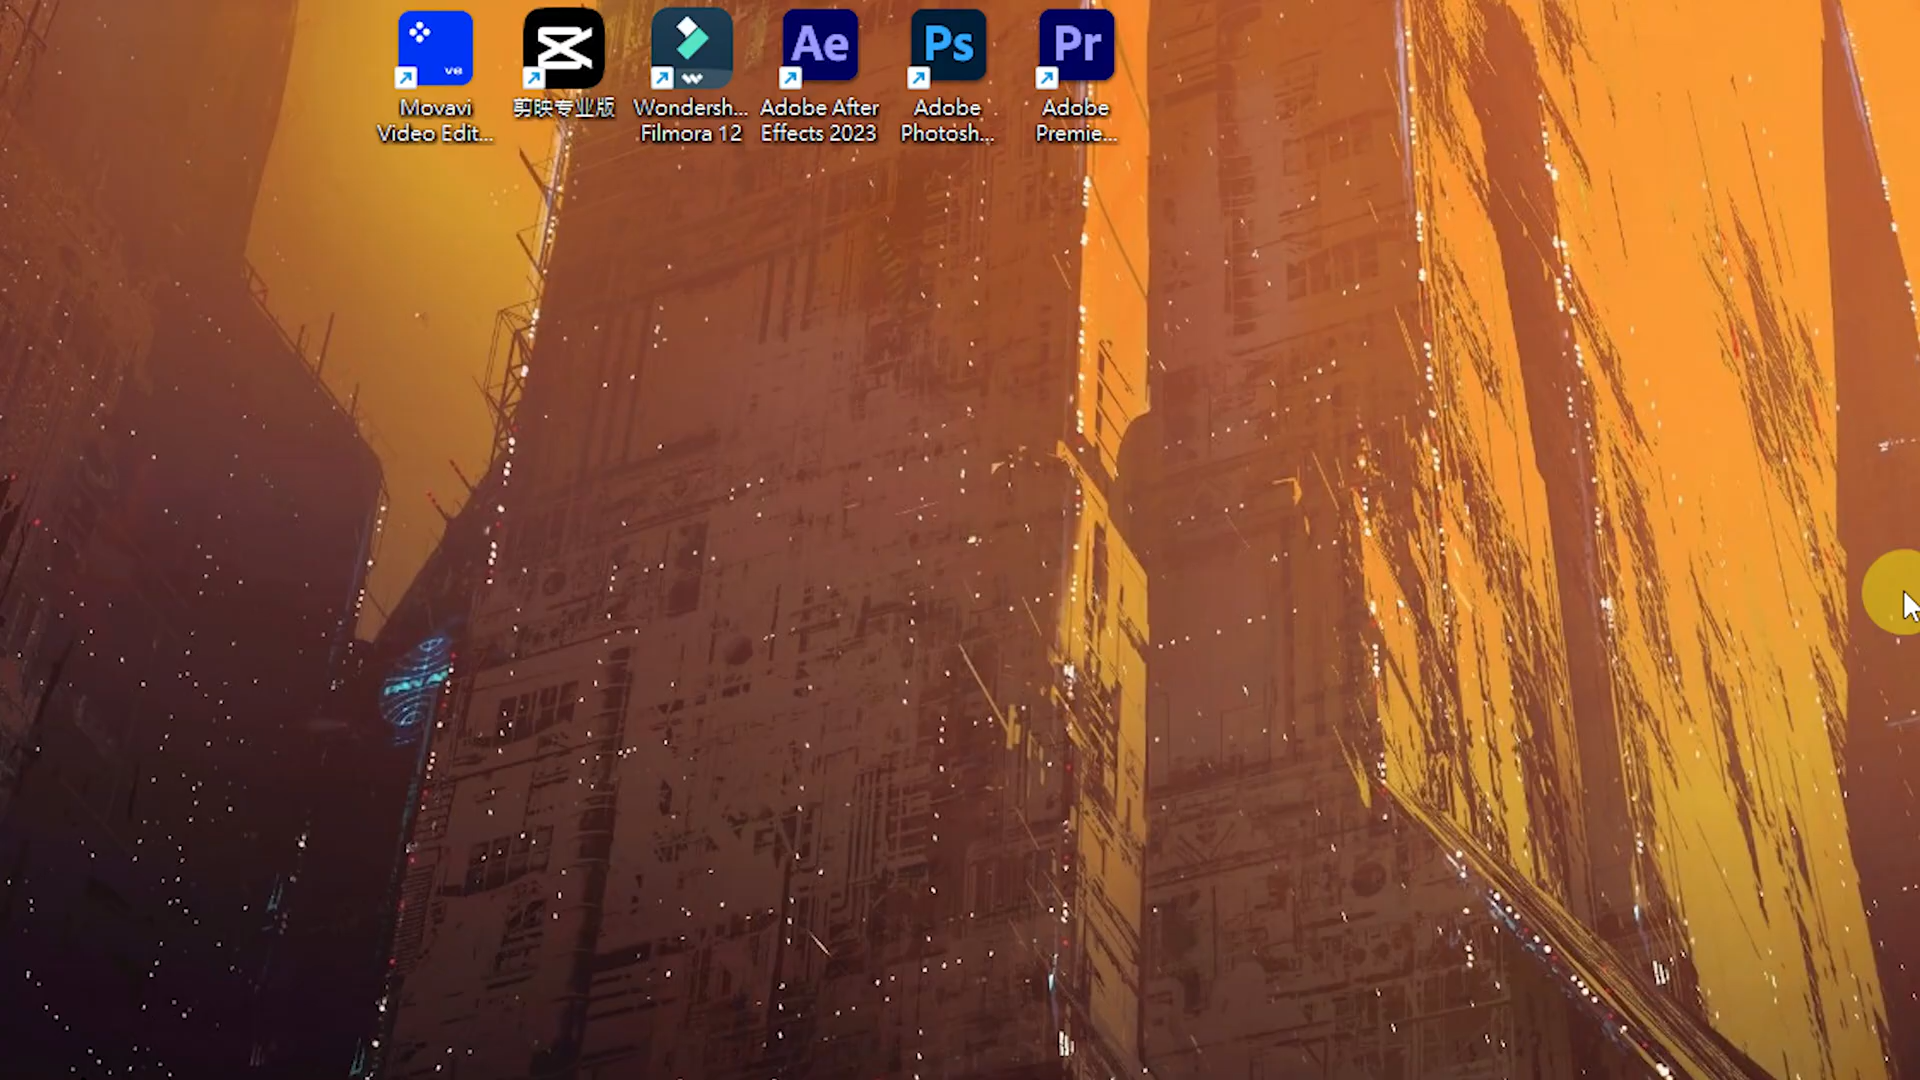 ve
Ae
Ps
Pr
Movavi
Video Edit...
剪映专业版
Wondersh...
Filmora 12
Adobe After
Effects 2023
Adobe
Photosh...
Adobe
Premie...